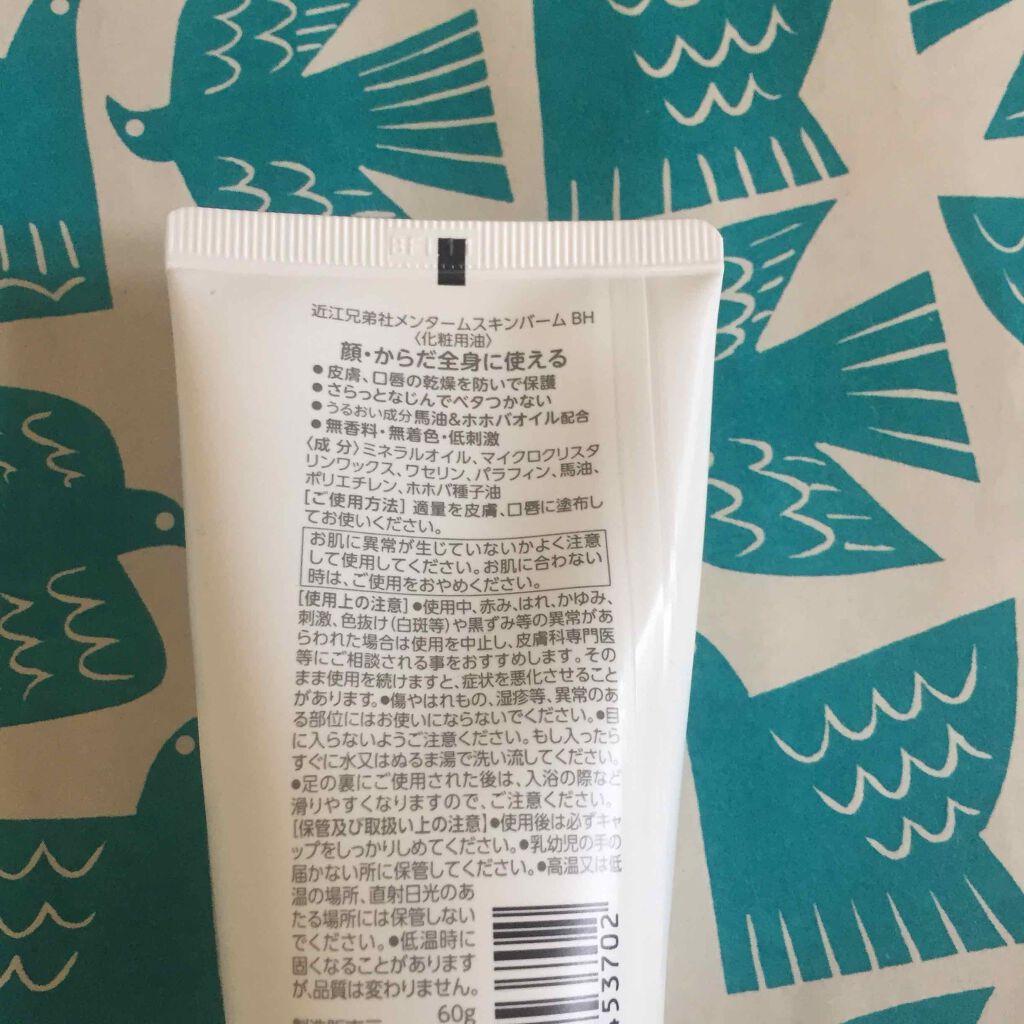 近江兄弟社メンタームスキンバーム BH
〈化粧用油〉
顔・からだ全身に使える
●皮膚、口唇の乾燥を防いで保護
●さらっとなじんでベタつかない
●うるおい成分馬油&ホホバオイル配合
●無香料・無着色・低刺激
〈成分〉ミネラルオイル、マイクロクリスタ
リンワックス、ワセリン、パラフィン、馬油、
ポリエチレン、ホホバ種子油
[ご使用方法] 適量を皮膚、口唇に塗布し
てお使いください。
お肌に異常が生じていないかよく注意
して使用してください。お肌に合わない
時は、ご使用をおやめください。
[使用上の注意]●使用中、赤み、はれ、かゆみ、
刺激、色抜け(白斑等)や黒ずみ等の異常があ
らわれた場合は使用を中止し、皮膚科専門医
等にご相談される事をおすすめします。その
まま使用を続けますと、症状を悪化させること
があります。●傷やはれもの、湿疹等、異常のあ
る部位にはお使いにならないでください。●目
に入らないようご注意ください。もし入ったら
すぐに水又はぬるま湯で洗い流してください。
●足の裏にご使用された後は、入浴の際など
滑りやすくなりますので、ご注意ください。
[保管及び取扱い上の注意]●使用後は必ずキャ
ップをしっかりしめてください。●乳幼児の手の
届かない所に保管してください。●高温又は低
温の場所、直射日光のあ
たる場所には保管しない
でください。●低温時に
固くなることがあります
が、品質は変わりません。
60g
453702